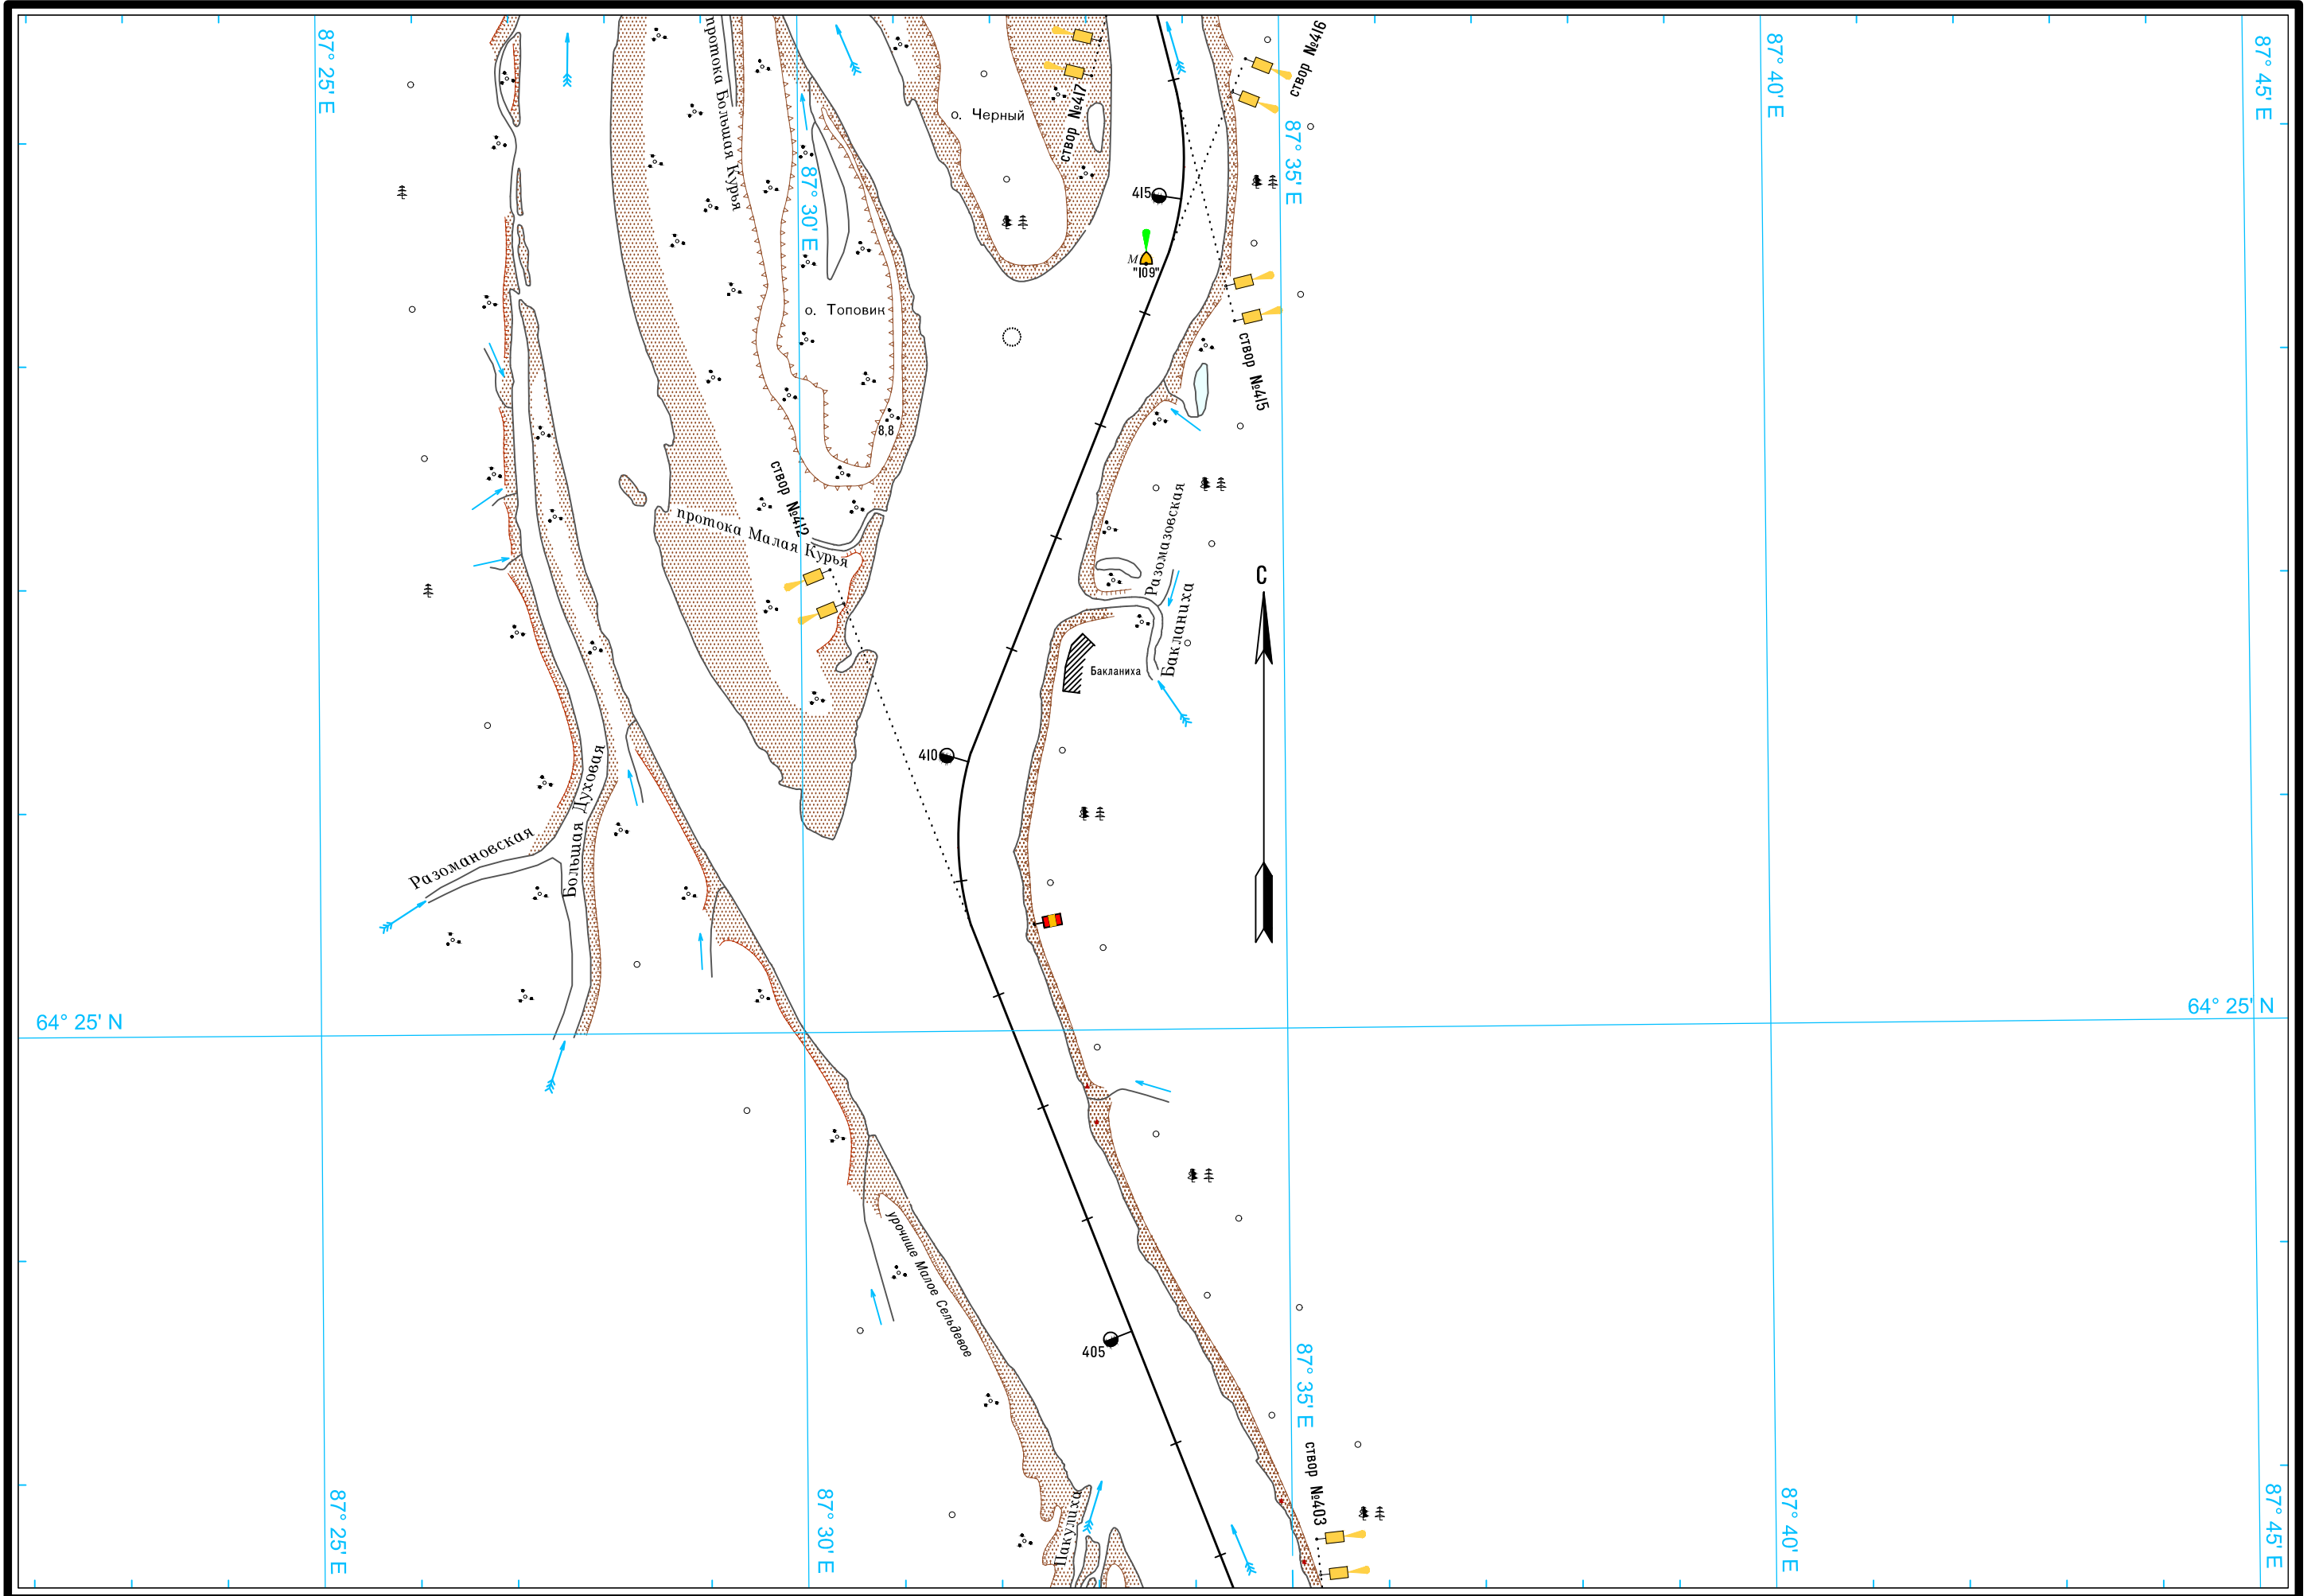 87° 25' E
протока Большая Курья
87° 30' E
о. Черный
створ №417
створ №416
87° 35' E
87° 40' E
87° 45' E
415
М
"109"
о. Топовик
створ №415
8,8
створ №412
протока Малая Курья
Разомазовская
Бакланиха
С
Бакланиха
410
Большая Духовая
Разомановская
64° 25' N
64° 25' N
урочище Малое Сельдевое
405
87° 35' E
створ №403
Пакулиха
87° 25' E
87° 30' E
87° 40' E
87° 45' E